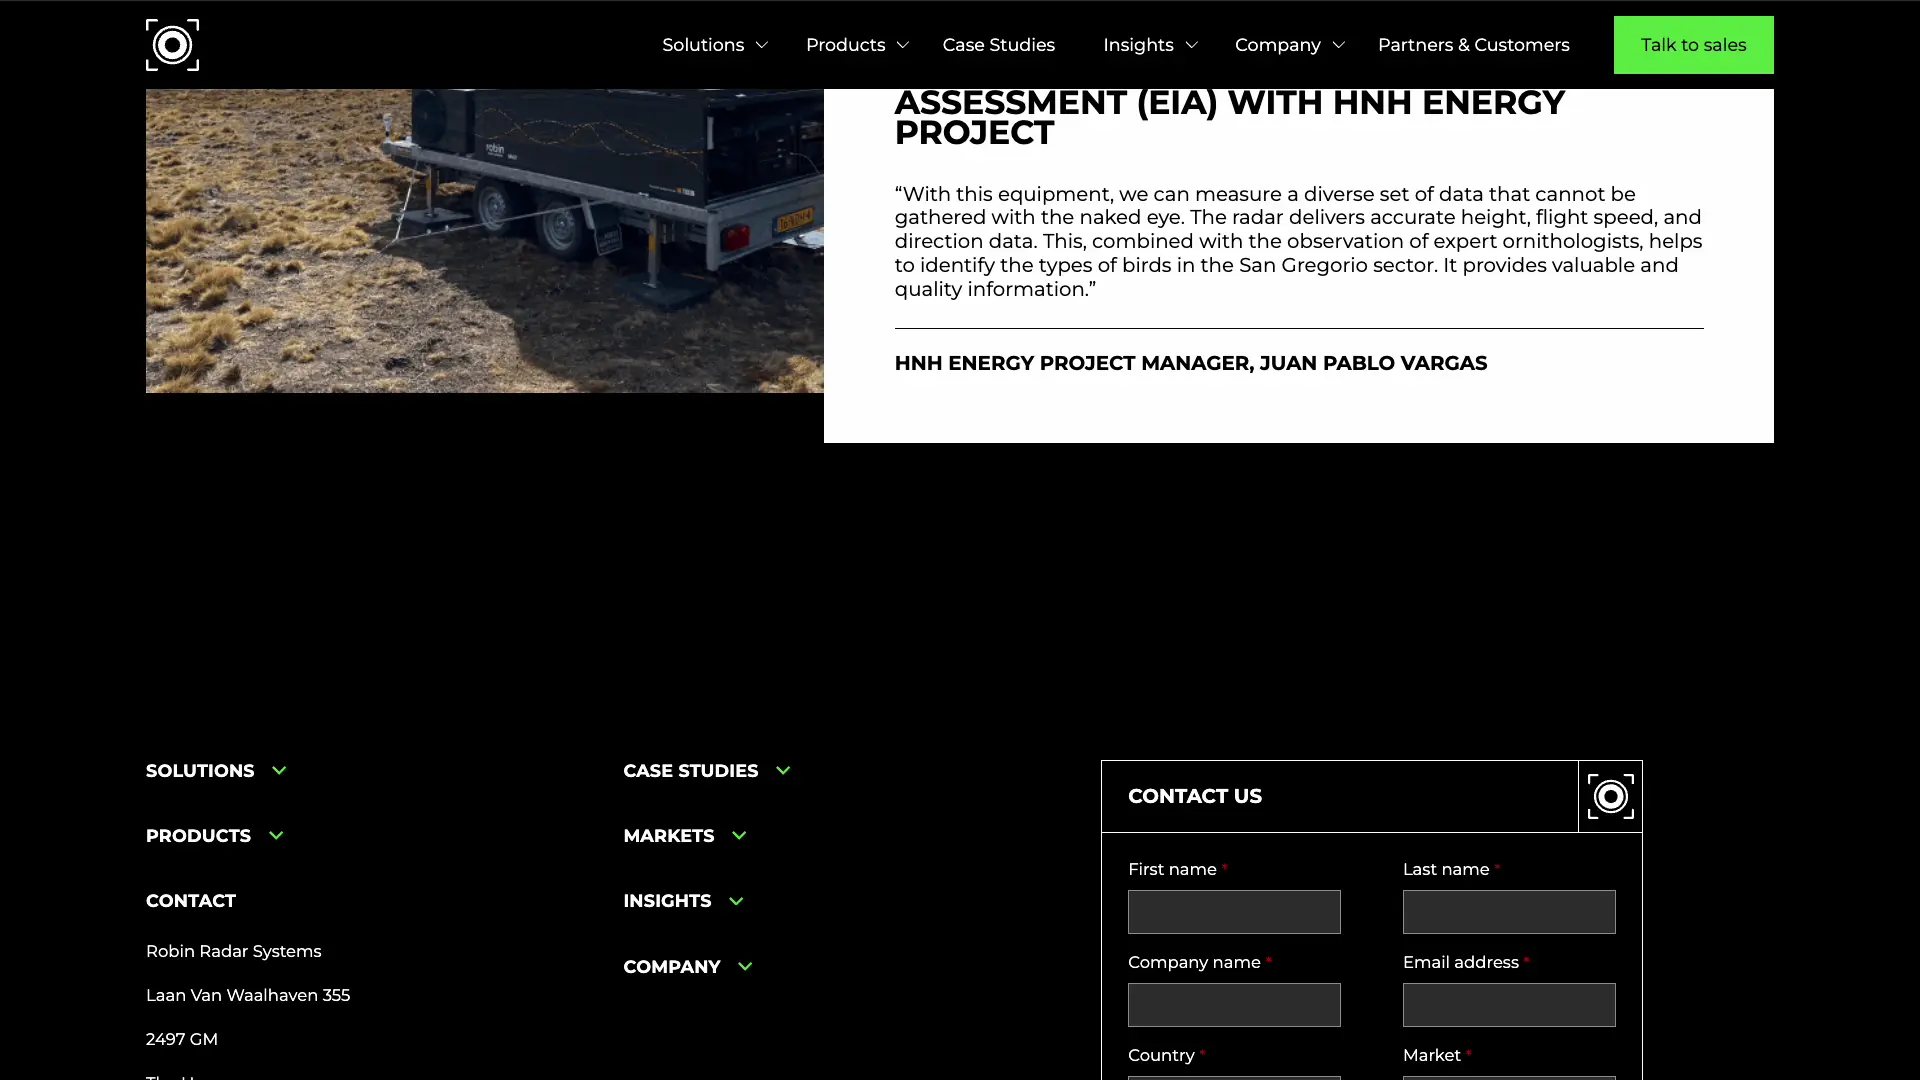 Solutions
Products
Case Studies
Insights
Company
Partners & Customers
Talk to sales
ASSESSMENT (EIA) WITH HNH ENERGY
PROJECT
“With this equipment, we can measure a diverse set of data that cannot be
gathered with the naked eye. The radar delivers accurate height, flight speed, and
direction data. This, combined with the observation of expert ornithologists, helps
to identify the types of birds in the San Gregorio sector. It provides valuable and
quality information.”
HNH ENERGY PROJECT MANAGER, JUAN PABLO VARGAS
robin
SOLUTIONS
PRODUCTS
CONTACT
Robin Radar Systems
Laan Van Waalhaven 355
2497 GM
CASE STUDIES
MARKETS
INSIGHTS
COMPANY
CONTACT US
First name *
Last name *
Company name *
Email address *
Country *
Market *